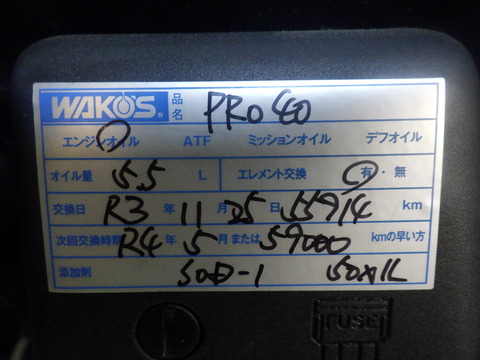 WAKO'S® 品名 PRO 40
エンジンオイル ATF ミッションオイル デフオイル
オイル量 5.5 L エレメント交換 有・無
交換日 R3 年 11 月 25 日 55914 km
次回交換時期 R4 年 5 月または 59000 kmの早い方
添加剤 SOD-1
FUSE